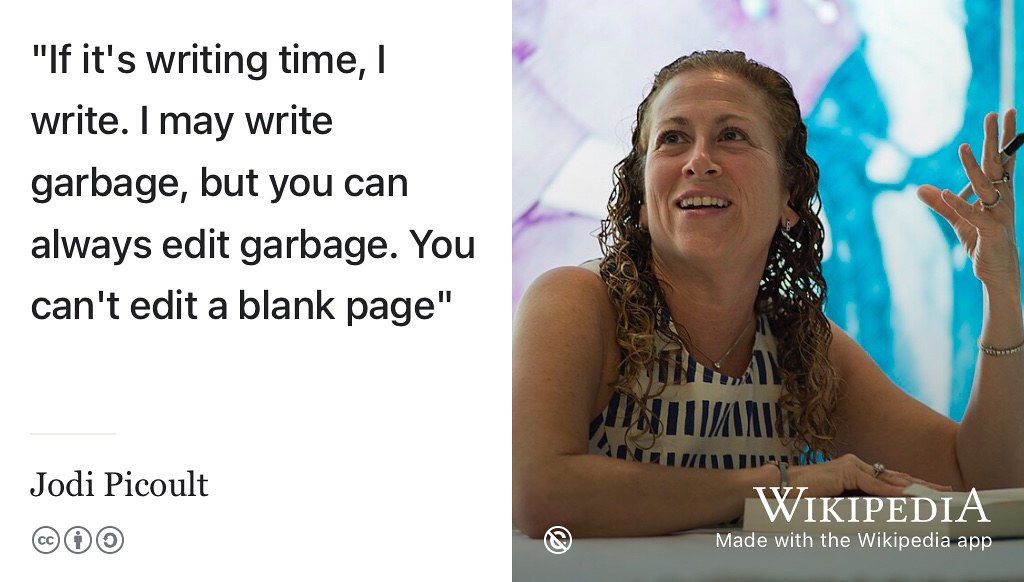 "If it's writing time, I
write. I may write
garbage, but you can
always edit garbage. You
can't edit a blank page"
Jodi Picoult
cc
WIKIPEDIA
Made with the Wikipedia app